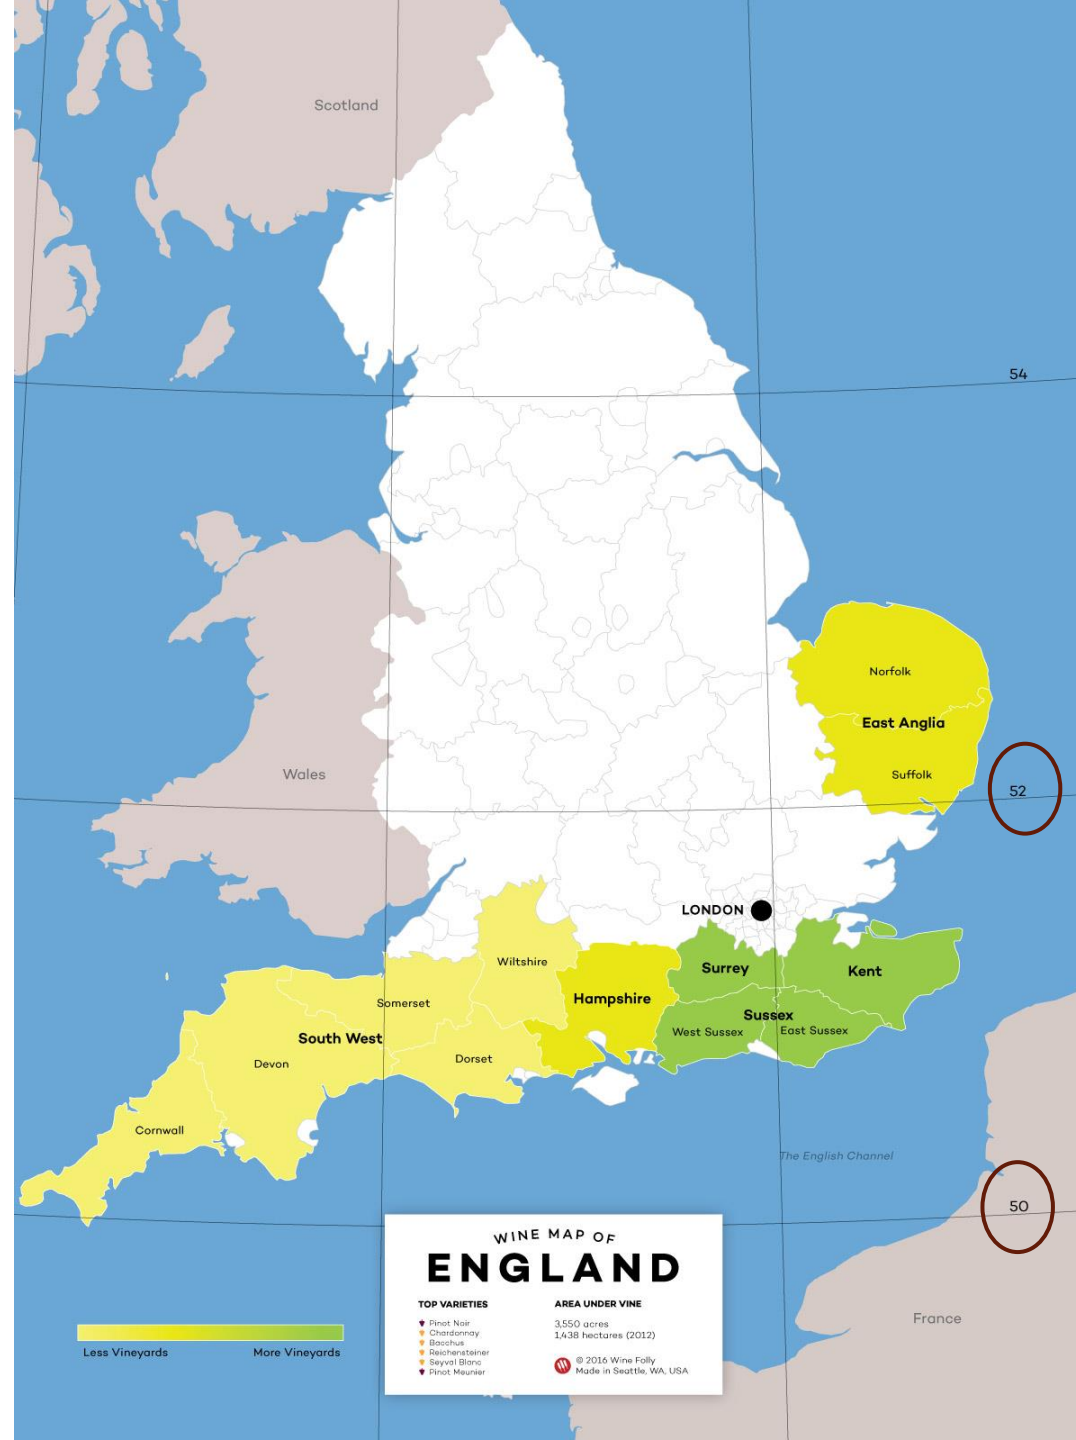 Scotland
54
Norfolk
East Anglia
Suffolk
Wales
52
LONDON
Wiltshire
Surrey
Kent
Hampshire
Somerset
Sussex
West Sussex
East Sussex
South West
Devon
Dorset
Cornwall
The English Channel
50
WINE MAP OF
ENGLAND
TOP VARIETIES
Pinot Noir
Chardonnay
Bacchus
Reichensteiner
Seyval Blanc
Pinot Meunier
AREA UNDER VINE
3,550 acres
1,438 hectares (2012)
© 2016 Wine Folly
Made in Seattle, WA, USA
France
Less Vineyards
More Vineyards